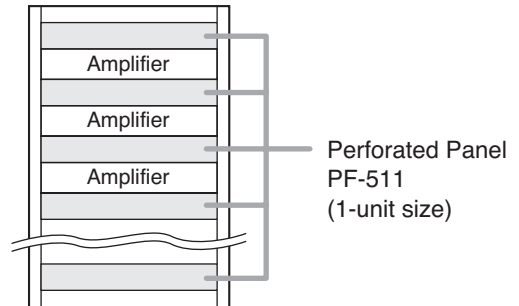 Amplifier
Amplifier
Amplifier
Perforated Panel
PF-511
(1-unit size)